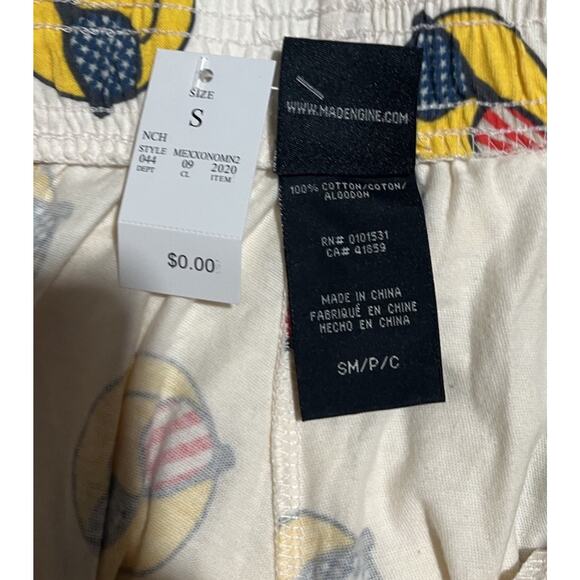 SIZE
S
NCH
STYLE MEXXONOMN2
044 09 2020
DEPT CL ITEM
$0.00
WWW.MADENGINE.COM
100% COTTON/COTON/
ALGODON
RN# 0101531
CA# 41859
MADE IN CHINA
FABRIQUÉ EN CHINE
HECHO EN CHINA
SM/P/C